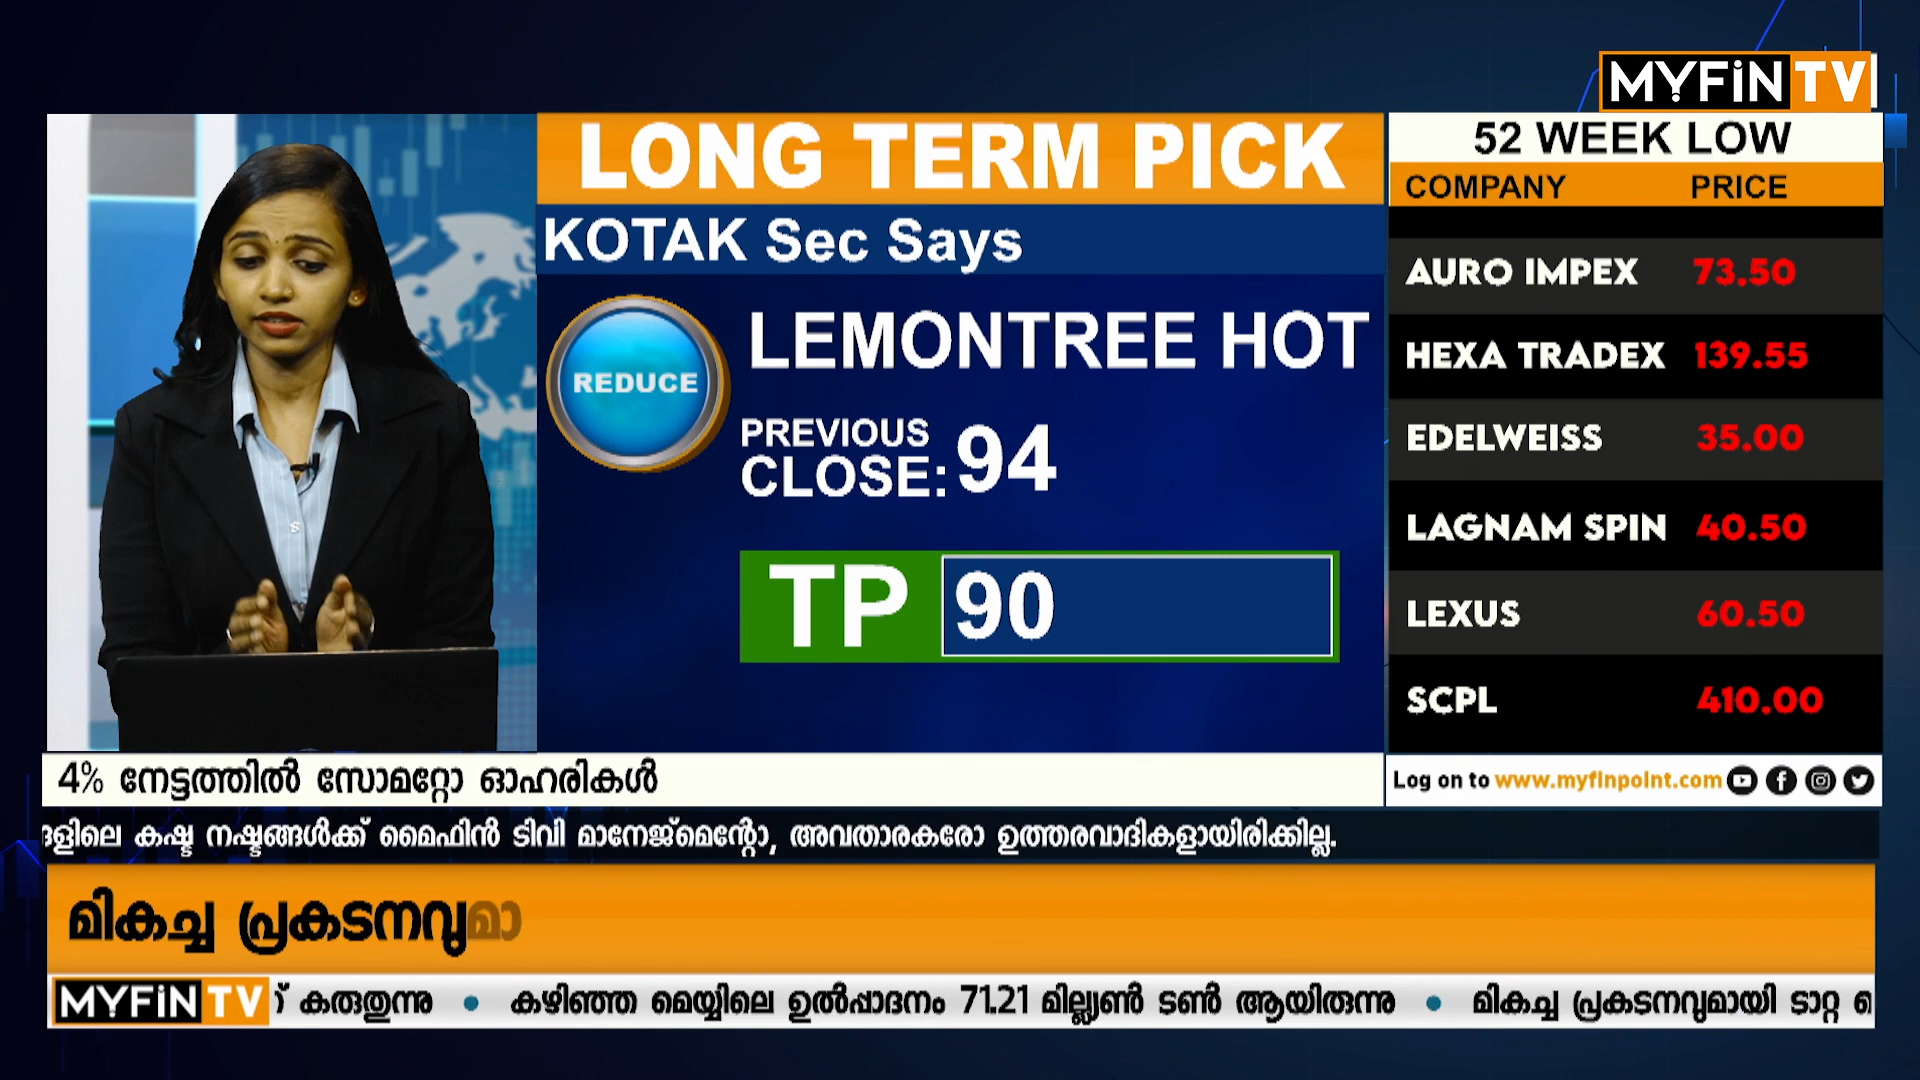 MYFiN TV
LONG TERM PICK
KOTAK Sec Says
REDUCE
LEMONTREE HOT
PREVIOUS
CLOSE: 94
TP 90
52 WEEK LOW
COMPANY PRICE
AURO IMPEX 73.50
HEXA TRADEX 139.55
EDELWEISS 35.00
LAGNAM SPIN 40.50
LEXUS 60.50
SCPL 410.00
4% നേട്ടത്തിൽ സോമറ്റോ ഓഹരികൾ
Log on to www.myfinpoint.com
കഷ്ട നഷ്ടങ്ങൾക്ക് മൈഫിൻ ടിവി മാനേജ്മെന്റോ, അവതാരകരോ ഉത്തരവാദികളായിരിക്കില്ല.
മികച്ച പ്രകടനവുമാ
MYFiN TV കരുതുന്നു • കഴിഞ്ഞ മെയ്യിലെ ഉൽപ്പാദനം 71.21 മില്ല്യൺ ടൺ ആയിരുന്നു • മികച്ച പ്രകടനവുമായി ടാറ്റ